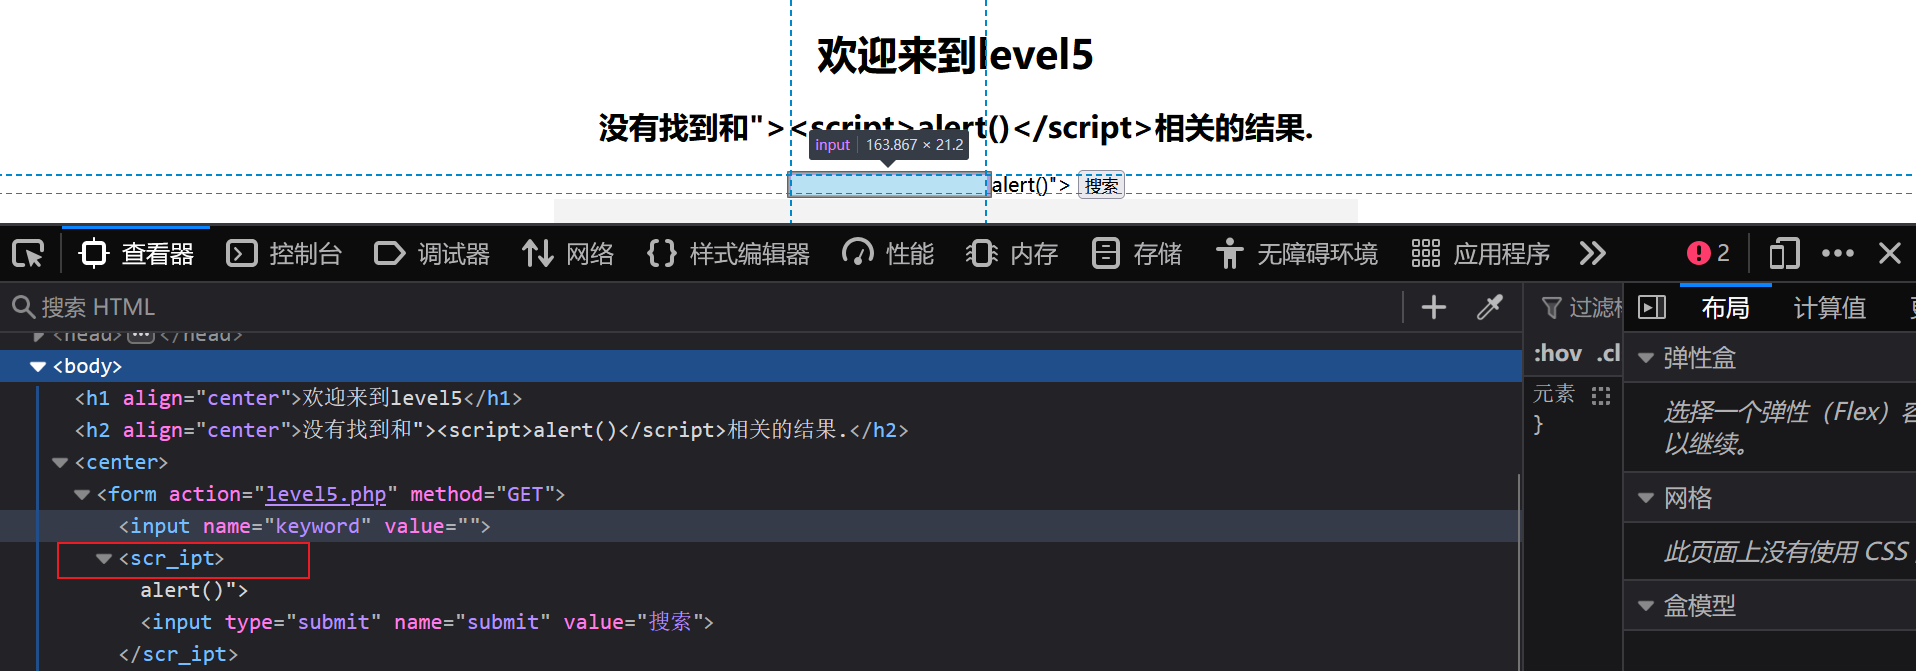 欢迎来到level5
没有找到和"><script>alert()</script>相关的结果.
input 163.867 × 21.2
alert()"> 搜索
查看器 控制台 调试器 网络 {} 样式编辑器 性能 内存 存储 无障碍环境 应用程序 2
搜索 HTML
<head> ... </head>
<body>
<h1 align="center">欢迎来到level5</h1>
<h2 align="center">没有找到和"><script>alert()</script>相关的结果.</h2>
<center>
<form action="level5.php" method="GET">
<input name="keyword" value="">
<scr_ipt>
alert()">
<input type="submit" name="submit" value="搜索">
</scr_ipt>
过滤
:hov .cl
元素
}
布局 计算值
弹性盒
选择一个弹性（Flex）容
以继续。
网格
此页面上没有使用 CSS
盒模型